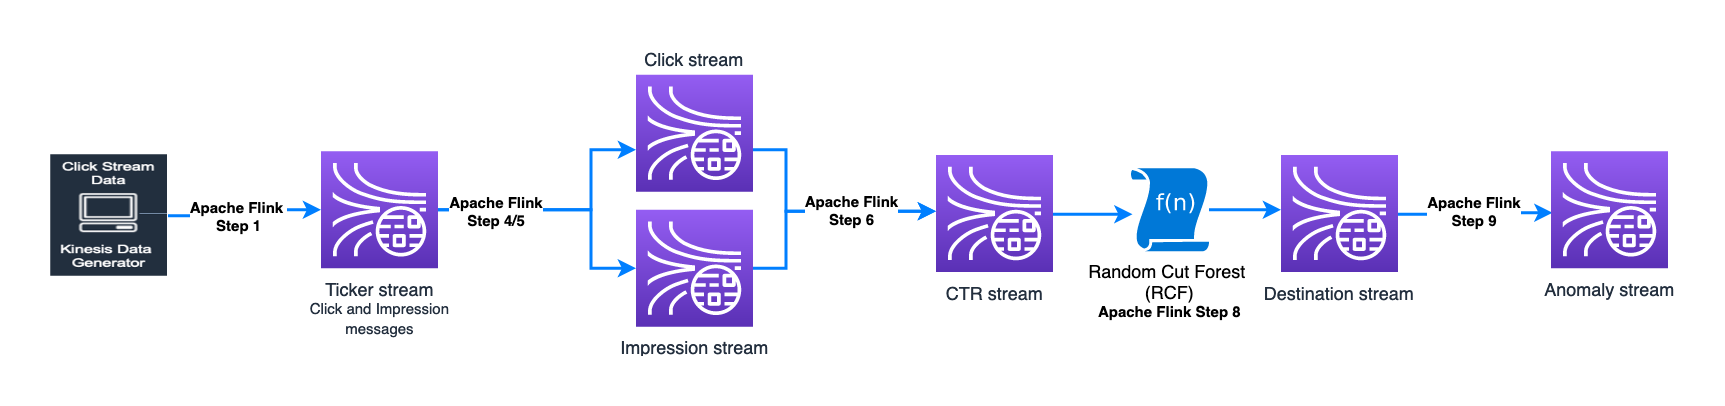 Click Stream
Data
Kinesis Data
Generator
Apache Flink
Step 1
Ticker stream
Click and Impression
messages
Apache Flink
Step 4/5
Click stream
Impression stream
Apache Flink
Step 6
CTR stream
f(n)
Random Cut Forest
(RCF)
Apache Flink Step 8
Destination stream
Apache Flink
Step 9
Anomaly stream